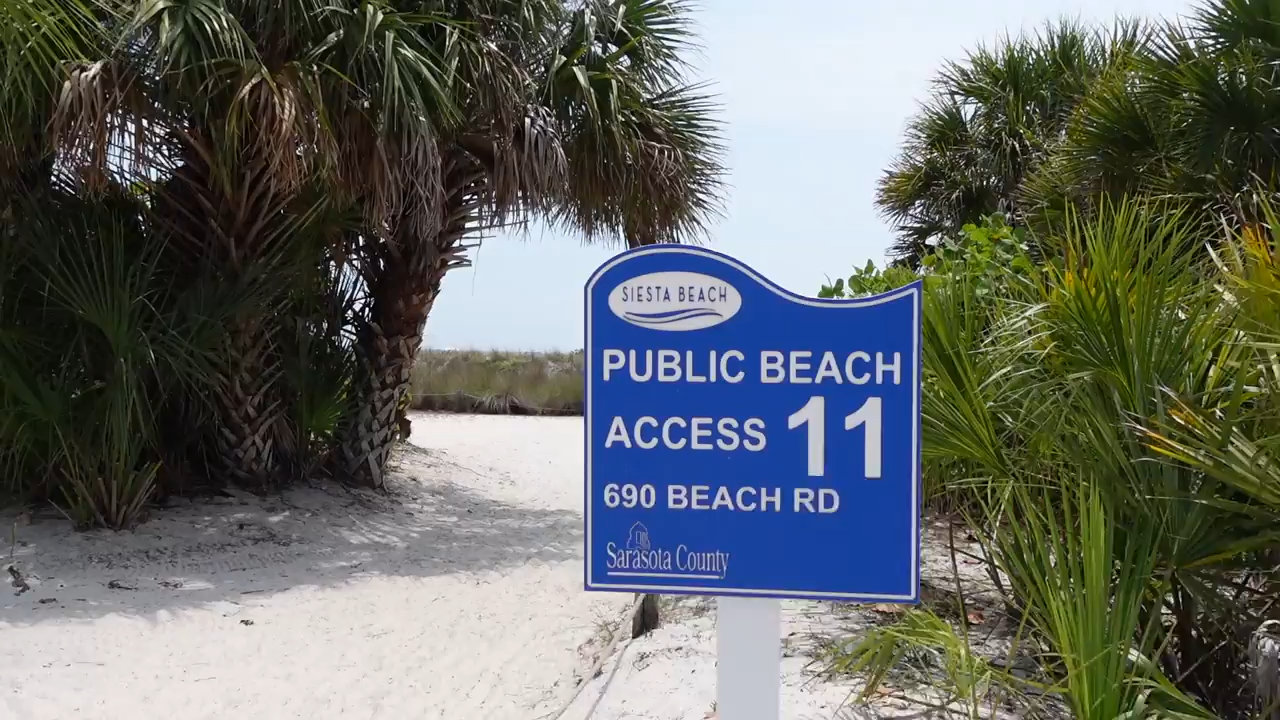 SIESTA BEACH
PUBLIC BEACH
ACCESS 11
690 BEACH RD
Sarasota County